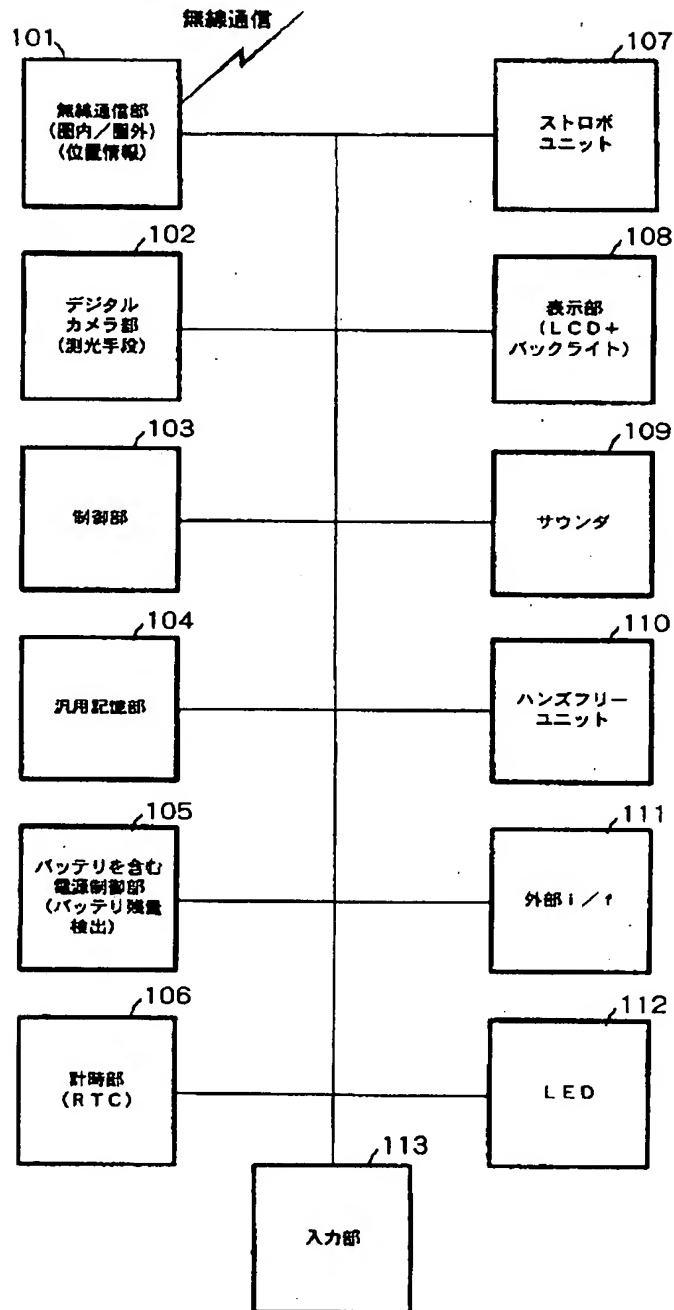 無線通信
101
無線通信部
(圏内/圏外)
(位置情報)
107
ストロボ
ユニット
102
デジタル
カメラ部
(測光手段)
108
表示部
(LCD+
バックライト)
103
制御部
109
サウンダ
104
汎用記憶部
110
ハンズフリー
ユニット
105
バッテリを含む
電源制御部
(バッテリ残量
検出)
111
外部i/f
106
計時部
(RTC)
112
LED
113
入力部